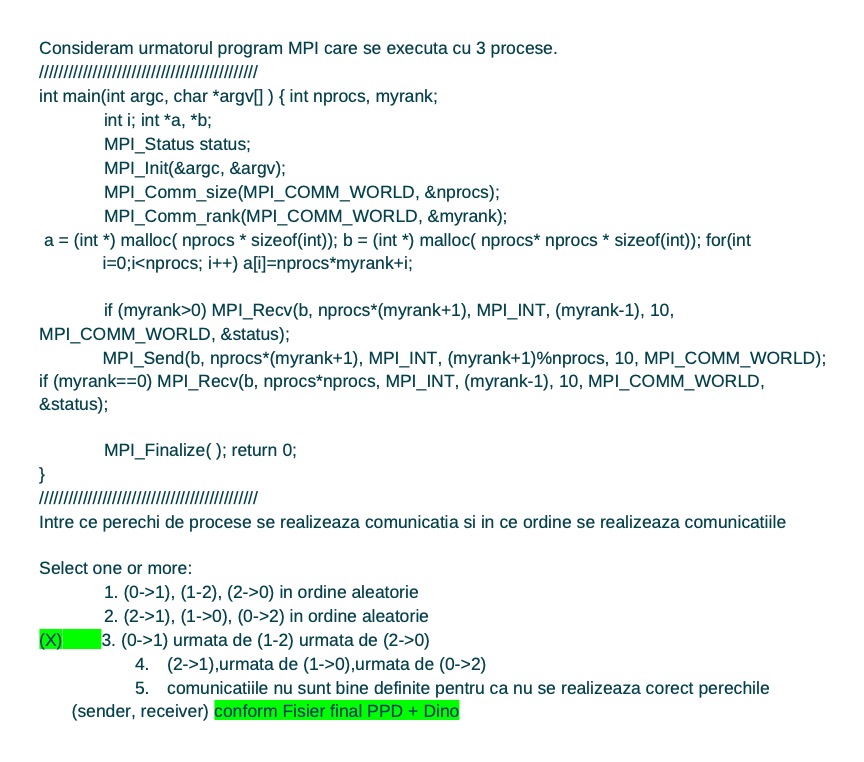 Consideram urmatorul program MPI care se executa cu 3 procese.
/////////////////////////////////////////////
int main(int argc, char *argv[] ) { int nprocs, myrank;
int i; int *a, *b;
MPI_Status status;
MPI_Init(&argc, &argv);
MPI_Comm_size(MPI_COMM_WORLD, &nprocs);
MPI_Comm_rank(MPI_COMM_WORLD, &myrank);
a = (int *) malloc( nprocs * sizeof(int)); b = (int *) malloc( nprocs* nprocs * sizeof(int)); for(int
i=0;i<nprocs; i++) a[i]=nprocs*myrank+i;
if (myrank>0) MPI_Recv(b, nprocs*(myrank+1), MPI_INT, (myrank-1), 10,
MPI_COMM_WORLD, &status);
MPI_Send(b, nprocs*(myrank+1), MPI_INT, (myrank+1)%nprocs, 10, MPI_COMM_WORLD);
if (myrank==0) MPI_Recv(b, nprocs*nprocs, MPI_INT, (myrank-1), 10, MPI_COMM_WORLD,
&status);
MPI_Finalize( ); return 0;
}
/////////////////////////////////////////////
Intre ce perechi de procese se realizeaza comunicatia si in ce ordine se realizeaza comunicatiile
Select one or more:
1. (0->1), (1-2), (2->0) in ordine aleatorie
2. (2->1), (1->0), (0->2) in ordine aleatorie
(X) 3. (0->1) urmata de (1-2) urmata de (2->0)
4. (2->1),urmata de (1->0),urmata de (0->2)
5. comunicatiile nu sunt bine definite pentru ca nu se realizeaza corect perechile
(sender, receiver) conform Fisier final PPD + Dino